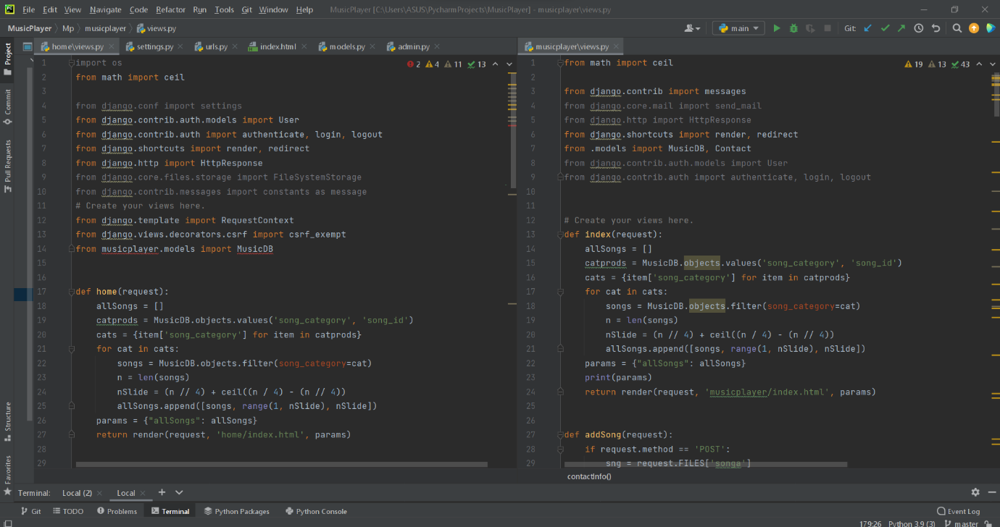 File Edit View Navigate Code Refactor Run Tools Git Window Help MusicPlayer [C:\Users\ASUS\PycharmProjects\MusicPlayer] - musicplayer\views.py
MusicPlayer Mp musicplayer views.py main Git:
home\views.py settings.py urls.py index.html models.py admin.py
Project
Commit
Pull Requests
Structure
Favorites
2 4 11 13
1 import os
2 from math import ceil
3
4 from django.conf import settings
5 from django.contrib.auth.models import User
6 from django.contrib.auth import authenticate, login, logout
7 from django.shortcuts import render, redirect
8 from django.http import HttpResponse
9 from django.core.files.storage import FileSystemStorage
10 from django.contrib.messages import constants as message
11 # Create your views here.
12 from django.template import RequestContext
13 from django.views.decorators.csrf import csrf_exempt
14 from musicplayer.models import MusicDB
15
16
17 def home(request):
18 allSongs = []
19 catprods = MusicDB.objects.values('song_category', 'song_id')
20 cats = {item['song_category'] for item in catprods}
21 for cat in cats:
22 songs = MusicDB.objects.filter(song_category=cat)
23 n = len(songs)
24 nSlide = (n // 4) + ceil((n / 4) - (n // 4))
25 allSongs.append([songs, range(1, nSlide), nSlide])
26 params = {"allSongs": allSongs}
27 return render(request, 'home/index.html', params)
28
29
musicplayer\views.py
19 13 43
1 from math import ceil
2
3 from django.contrib import messages
4 from django.core.mail import send_mail
5 from django.http import HttpResponse
6 from django.shortcuts import render, redirect
7 from .models import MusicDB, Contact
8 from django.contrib.auth.models import User
9 from django.contrib.auth import authenticate, login, logout
10
11
12 # Create your views here.
13 def index(request):
14 allSongs = []
15 catprods = MusicDB.objects.values('song_category', 'song_id')
16 cats = {item['song_category'] for item in catprods}
17 for cat in cats:
18 songs = MusicDB.objects.filter(song_category=cat)
19 n = len(songs)
20 nSlide = (n // 4) + ceil((n / 4) - (n // 4))
21 allSongs.append([songs, range(1, nSlide), nSlide])
22 params = {"allSongs": allSongs}
23 print(params)
24 return render(request, 'musicplayer/index.html', params)
25
26
27 def addSong(request):
28 if request.method == 'POST':
29 sng = request.FILES['songa']
contactInfo()
Terminal: Local (2) Local
Git TODO Problems Terminal Python Packages Python Console Event Log
179:26 Python 3.9 (3) master